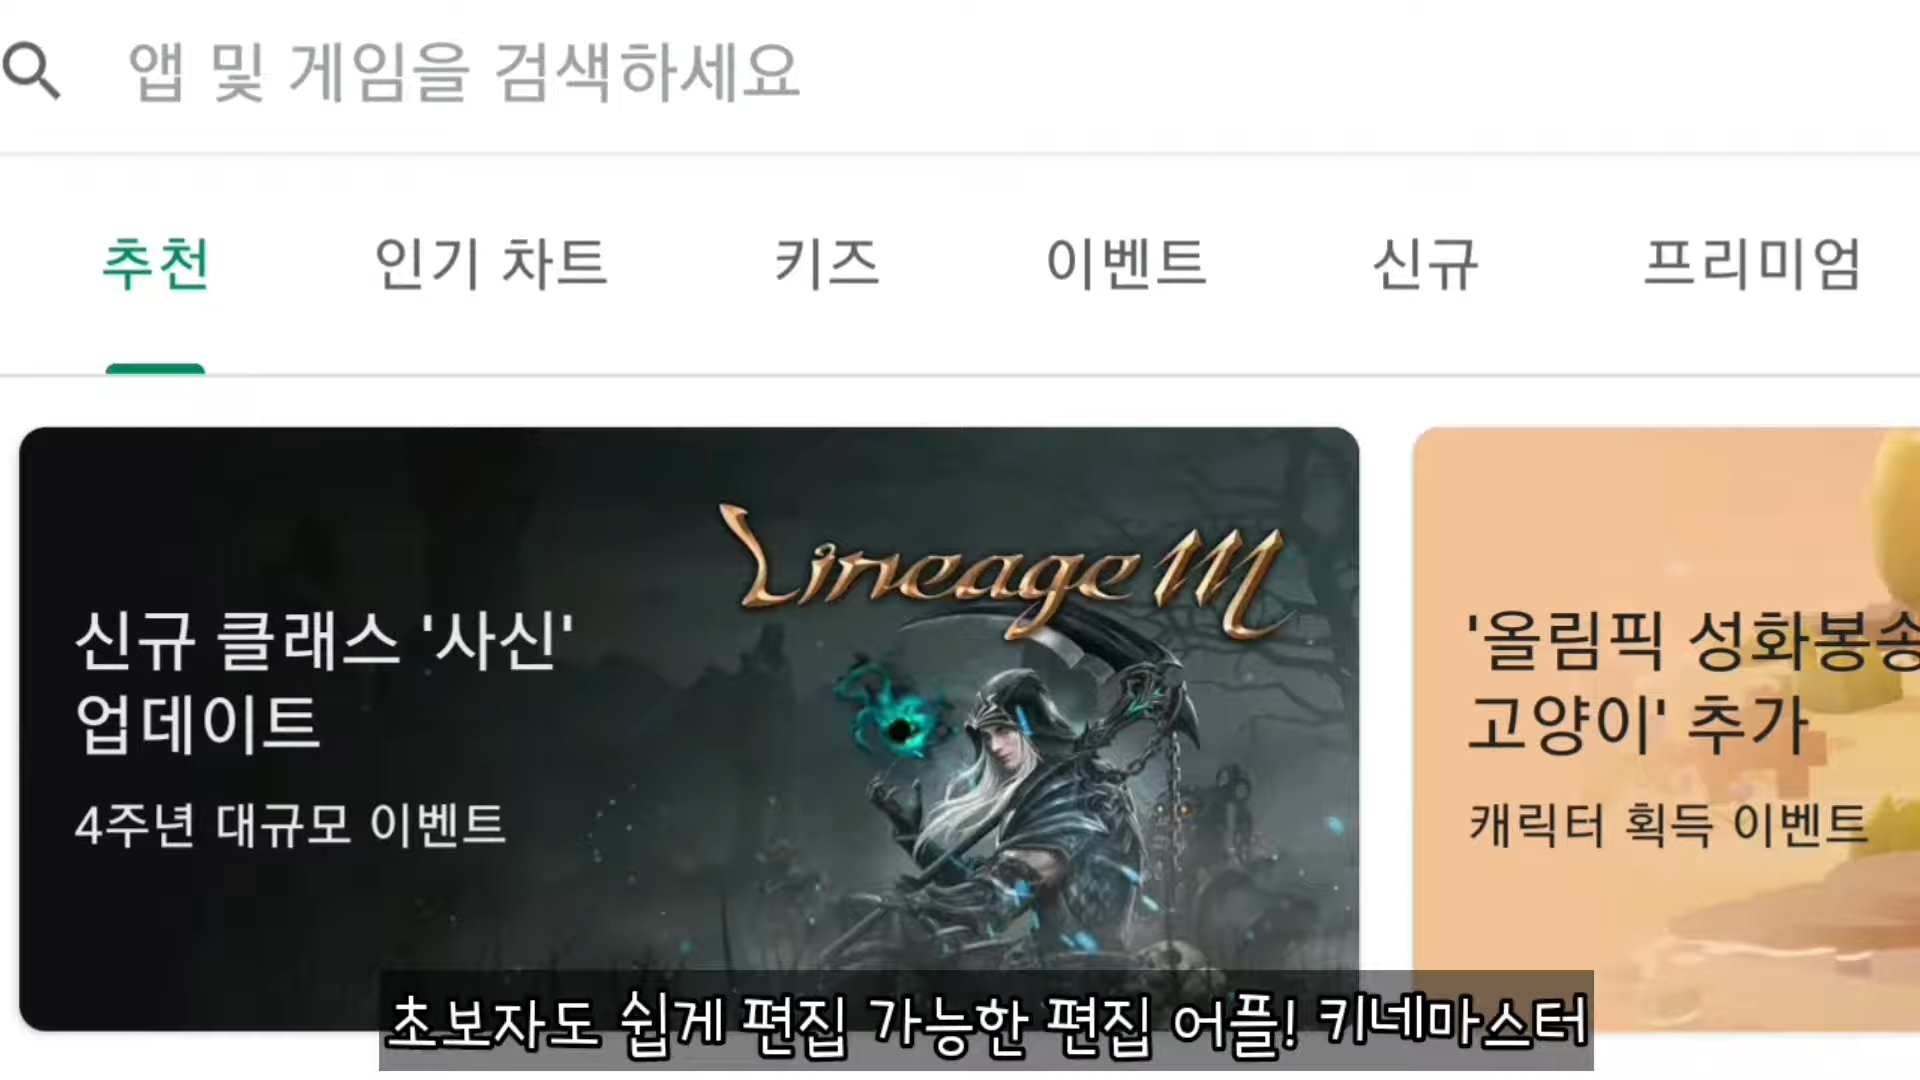 앱 및 게임을 검색하세요
추천 인기 차트 키즈 이벤트 신규 프리미엄
Lineage M
신규 클래스 '사신'
업데이트
4주년 대규모 이벤트
'올림픽 성화봉송
고양이' 추가
캐릭터 획득 이벤트
초보자도 쉽게 편집 가능한 편집 어플! 키네마스터